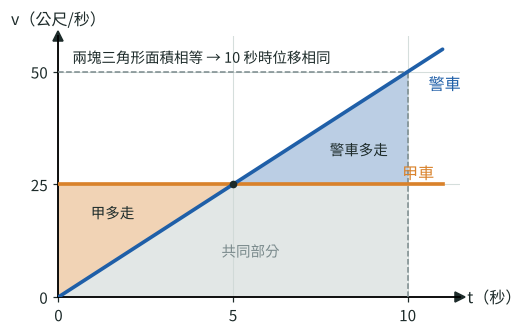 v（公尺/秒）
兩塊三角形面積相等 → 10 秒時位移相同
50
警車
警車多走
甲車
25
甲多走
共同部分
0
t（秒）
0
5
10